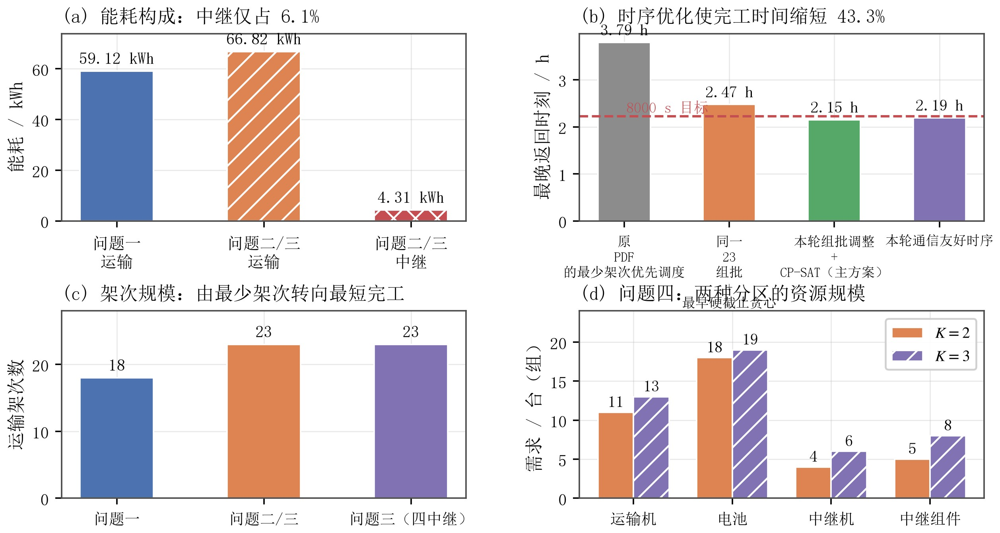 (a) 能耗构成：中继仅占 6.1%
能耗 / kWh
60
40
20
0
59.12 kWh
66.82 kWh
4.31 kWh
问题一
运输
问题二/三
运输
问题二/三
中继
(b) 时序优化使完工时间缩短 43.3%
最晚返回时刻 / h
3
2
1
0
3.79 h
2.47 h
2.15 h
2.19 h
8000 s 目标
原
PDF
的最少架次优先调度
同一
23
组批
+
最早硬截止贪心
本轮组批调整
+
CP-SAT（主方案）
本轮通信友好时序
(c) 架次规模：由最少架次转向最短完工
运输架次数
20
10
0
18
23
23
问题一
问题二/三
问题三（四中继）
(d) 问题四：两种分区的资源规模
需求 / 台（组）
20
15
10
5
0
11
13
18
19
4
6
5
8
K = 2
K = 3
运输机
电池
中继机
中继组件